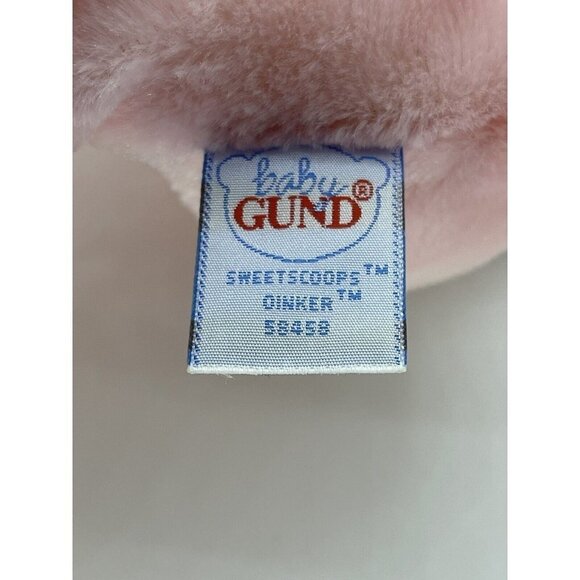 baby
GUND®
SWEETSCOOPS™
OINKER™
58458